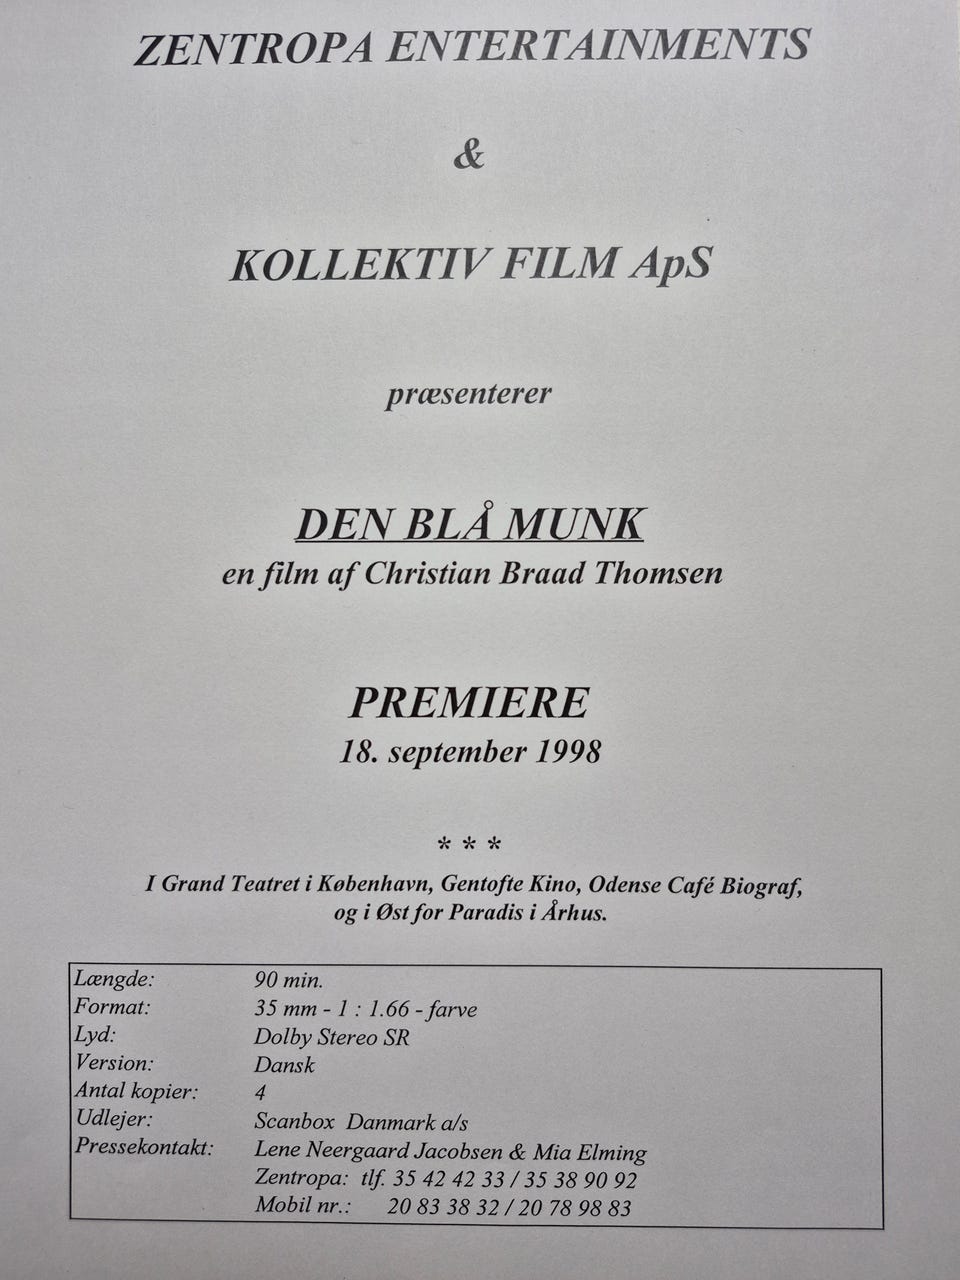 ZENTROPA ENTERTAINMENTS
&
KOLLEKTIV FILM ApS
præsenterer
DEN BLÅ MUNK
en film af Christian Braad Thomsen
PREMIERE
18. september 1998
* * *
I Grand Teatret i København, Gentofte Kino, Odense Café Biograf,
og i Øst for Paradis i Århus.
Længde: 90 min.
Format: 35 mm - 1 : 1.66 - farve
Lyd: Dolby Stereo SR
Version: Dansk
Antal kopier: 4
Udlejer: Scanbox Danmark a/s
Pressekontakt: Lene Neergaard Jacobsen & Mia Elming
Zentropa: tlf. 35 42 42 33 / 35 38 90 92
Mobil nr.: 20 83 38 32 / 20 78 98 83